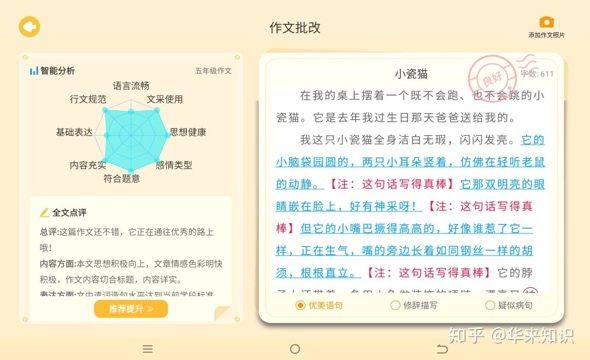 作文批改
添加作文照片
智能分析
五年级作文
语言流畅
行文规范
文采使用
基础表达
思想健康
内容充实
感情类型
符合题意
全文点评
总评:这篇作文还不错，它正在通往优秀的路上
哦！
内容方面:本文思想积极向上，文章情感色彩明快
积极，作文内容切合标题，内容详实。
表达方面:文中遣词造句水平达到当前学段标准
推荐提升
小瓷猫
良好
字数: 611
在我的桌上摆着一个既不会跑、也不会跳的小
瓷猫。它是去年我过生日那天爸爸送给我的。
我这只小瓷猫全身洁白无瑕，闪闪发亮。它的
小脑袋园圆的，两只小耳朵竖着，仿佛在轻听老鼠
的动静。【注：这句话写得真棒】它那双明亮的眼
睛嵌在脸上，好有神采呀！【注：这句话写得真
棒】但它的小嘴巴撅得高高的，好像谁惹了它一
样，正在生气，嘴的旁边长着如同钢丝一样的胡
须，根根直立。【注：这句话写得真棒】它的脖
优美语句
修辞描写
疑似病句
知乎 @华来知识